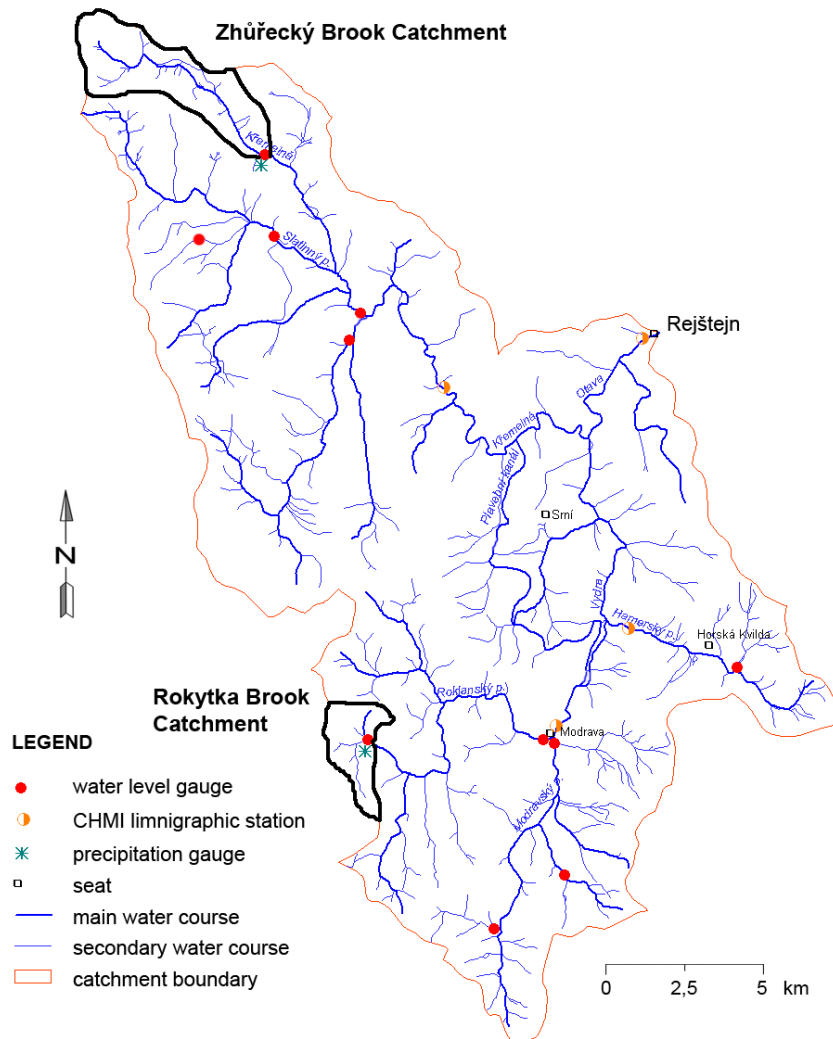 Zhůřecký Brook Catchment
Křemelná
Slatinný p.
Rejštejn
Otava
Křemelná
Plavební kanál
Srní
N
Vydra
Hamerský p.
Horská Kvilda
Roklanský p.
Rokytka Brook
Catchment
Modrava
Modravský p.
LEGEND
water level gauge
CHMI limnigraphic station
precipitation gauge
seat
main water course
secondary water course
catchment boundary
0 2,5 5 km